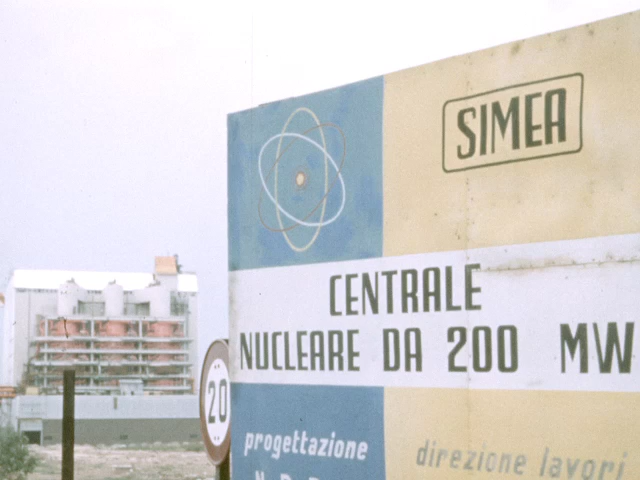 SIMEA
CENTRALE
NUCLEARE DA 200 MW
20
progettazione
direzione lavori